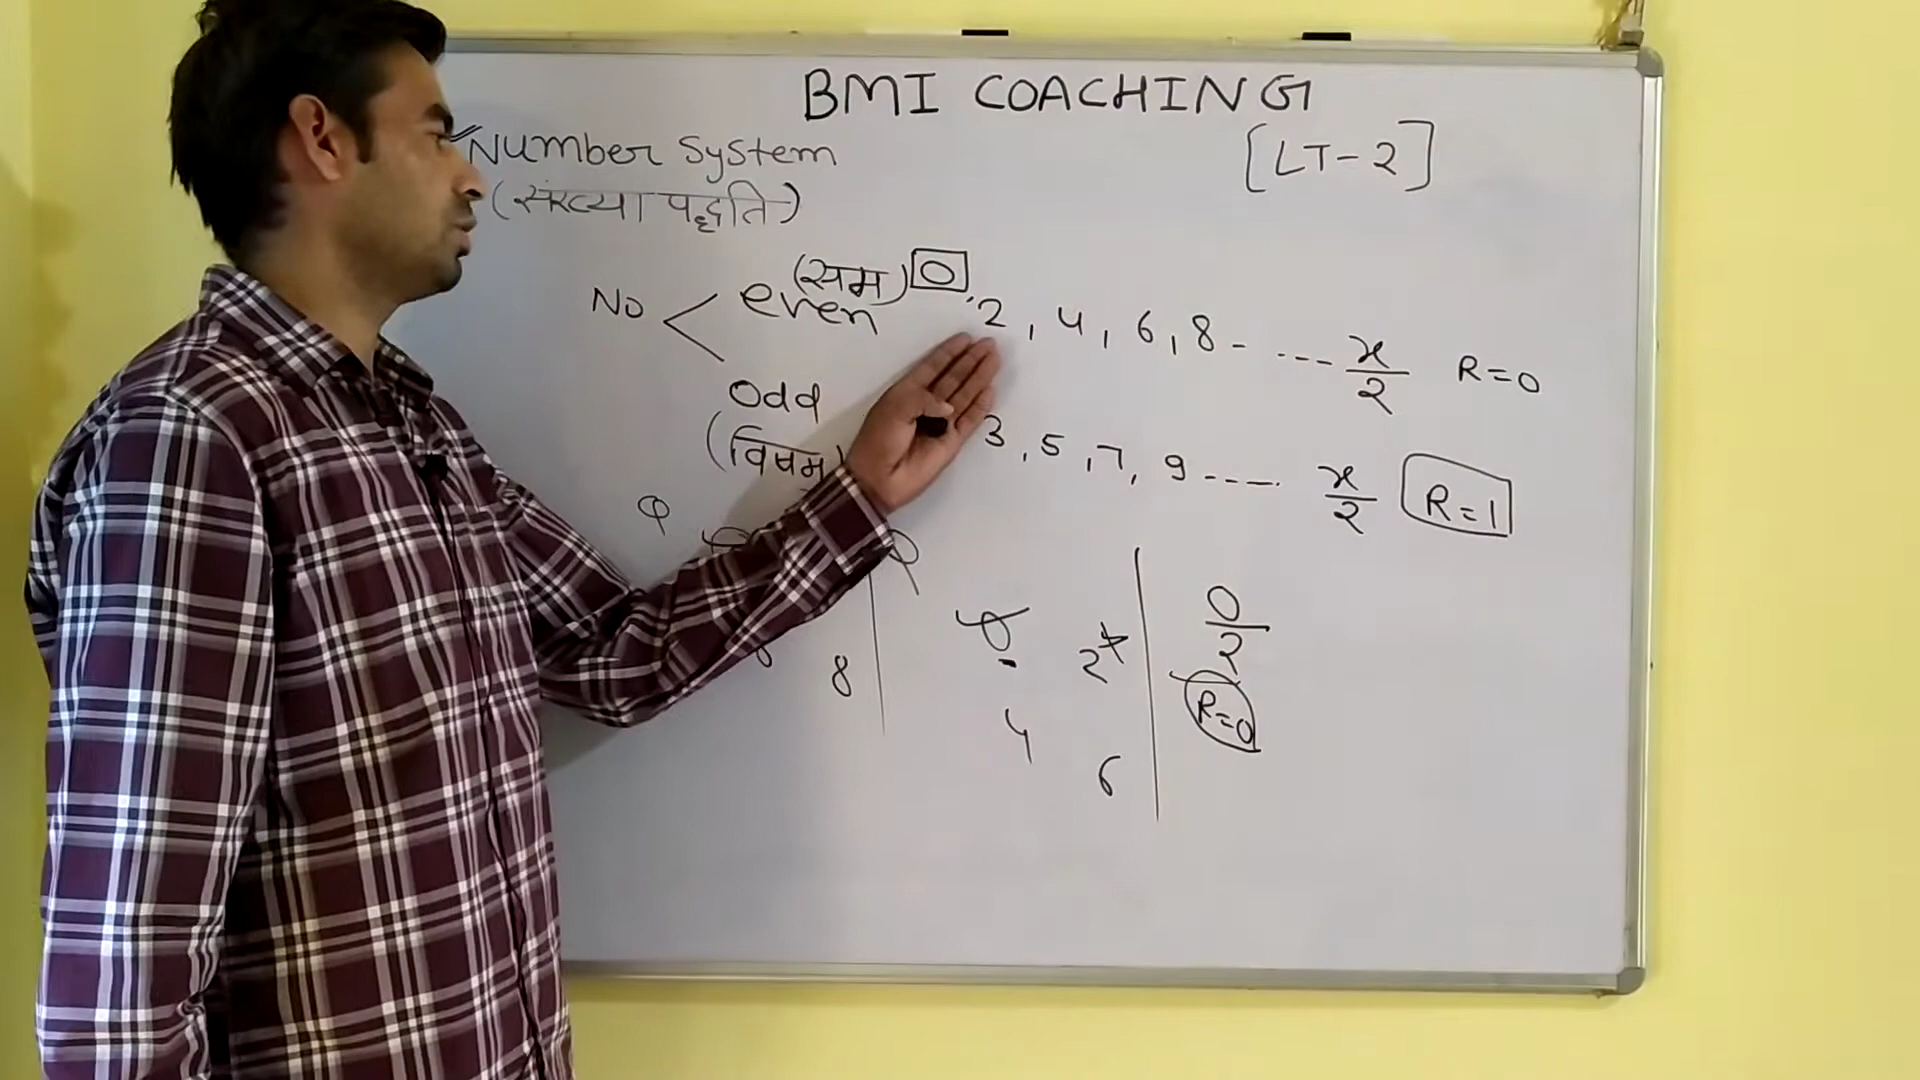 BMI COACHING
Number System
[LT-2]
(संख्या पद्धति)
(सम) 0
No < even 2, 4, 6, 8- ---- x/2 R=0
Odd 3, 5, 7, 9----- x/2 R=1
(विषम)
0/2
2
8
R=0
4
6